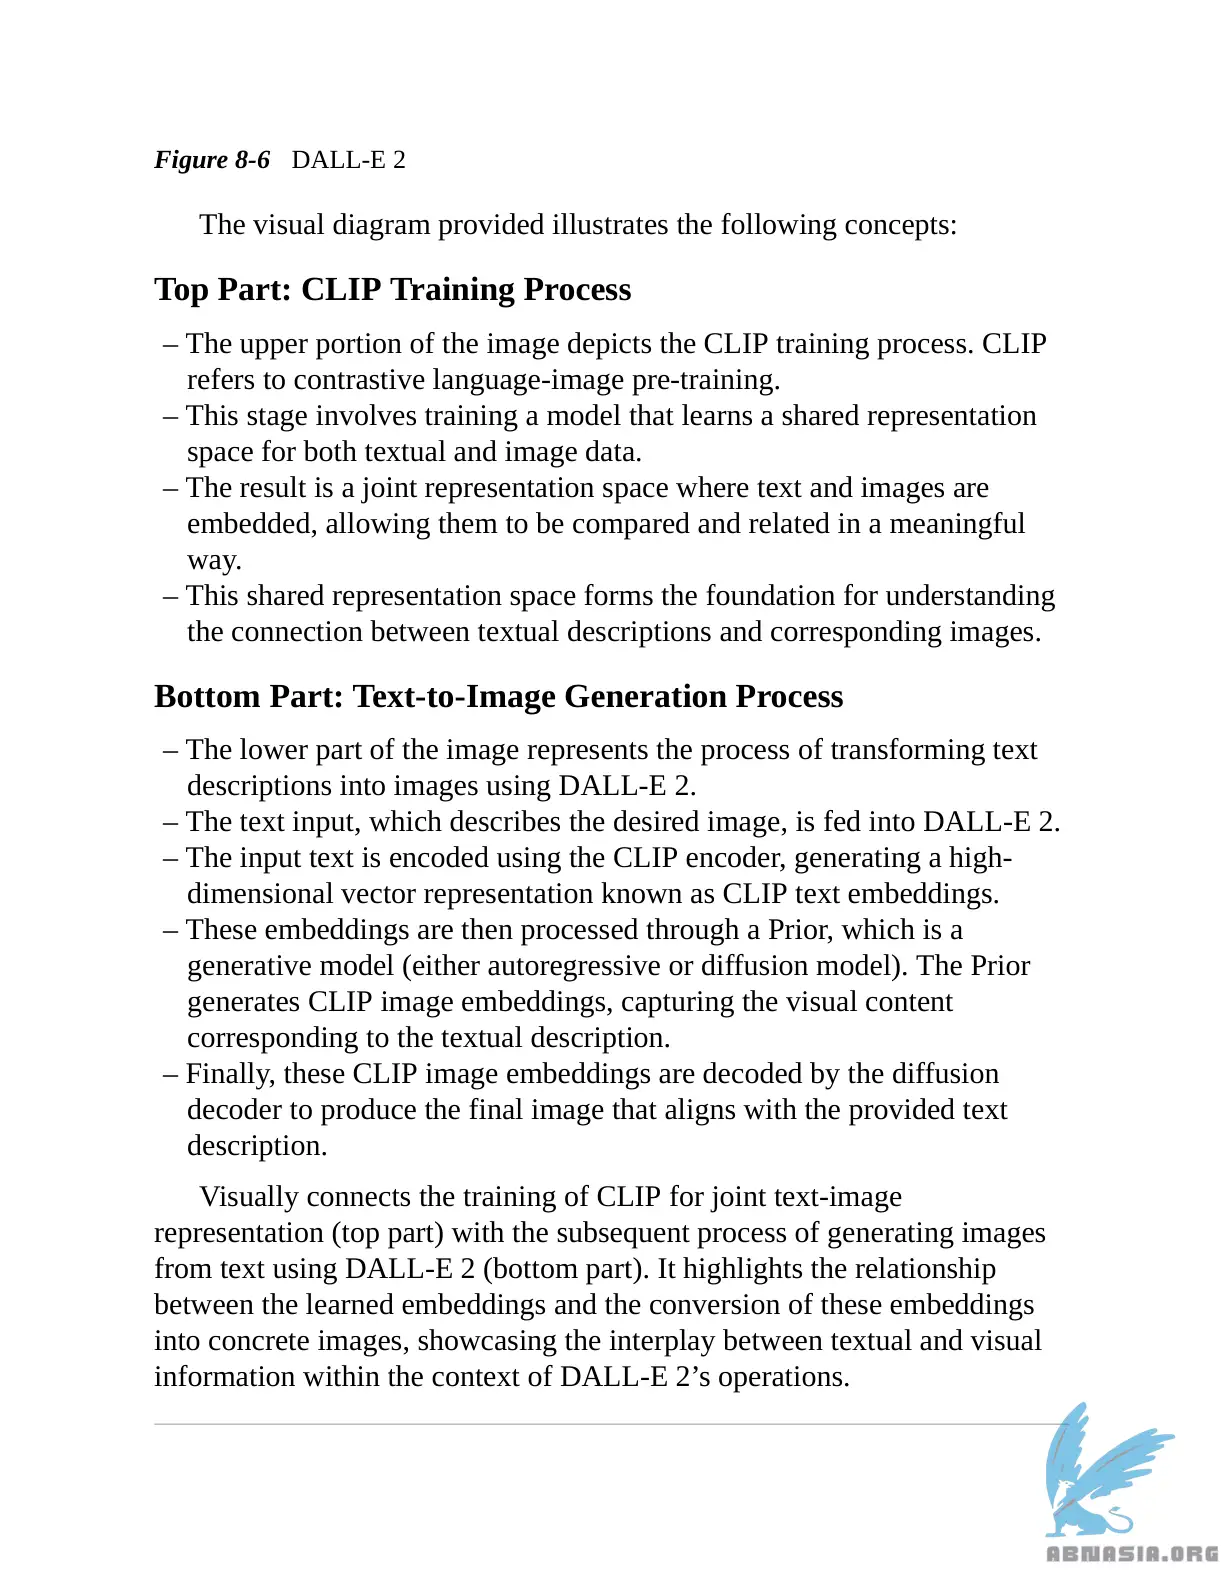 Figure 8-6 DALL-E 2
The visual diagram provided illustrates the following concepts:
Top Part: CLIP Training Process
– The upper portion of the image depicts the CLIP training process. CLIP
refers to contrastive language-image pre-training.
– This stage involves training a model that learns a shared representation
space for both textual and image data.
– The result is a joint representation space where text and images are
embedded, allowing them to be compared and related in a meaningful
way.
– This shared representation space forms the foundation for understanding
the connection between textual descriptions and corresponding images.
Bottom Part: Text-to-Image Generation Process
– The lower part of the image represents the process of transforming text
descriptions into images using DALL-E 2.
– The text input, which describes the desired image, is fed into DALL-E 2.
– The input text is encoded using the CLIP encoder, generating a high-
dimensional vector representation known as CLIP text embeddings.
– These embeddings are then processed through a Prior, which is a
generative model (either autoregressive or diffusion model). The Prior
generates CLIP image embeddings, capturing the visual content
corresponding to the textual description.
– Finally, these CLIP image embeddings are decoded by the diffusion
decoder to produce the final image that aligns with the provided text
description.
Visually connects the training of CLIP for joint text-image
representation (top part) with the subsequent process of generating images
from text using DALL-E 2 (bottom part). It highlights the relationship
between the learned embeddings and the conversion of these embeddings
into concrete images, showcasing the interplay between textual and visual
information within the context of DALL-E 2’s operations.
ABNASIA.ORG